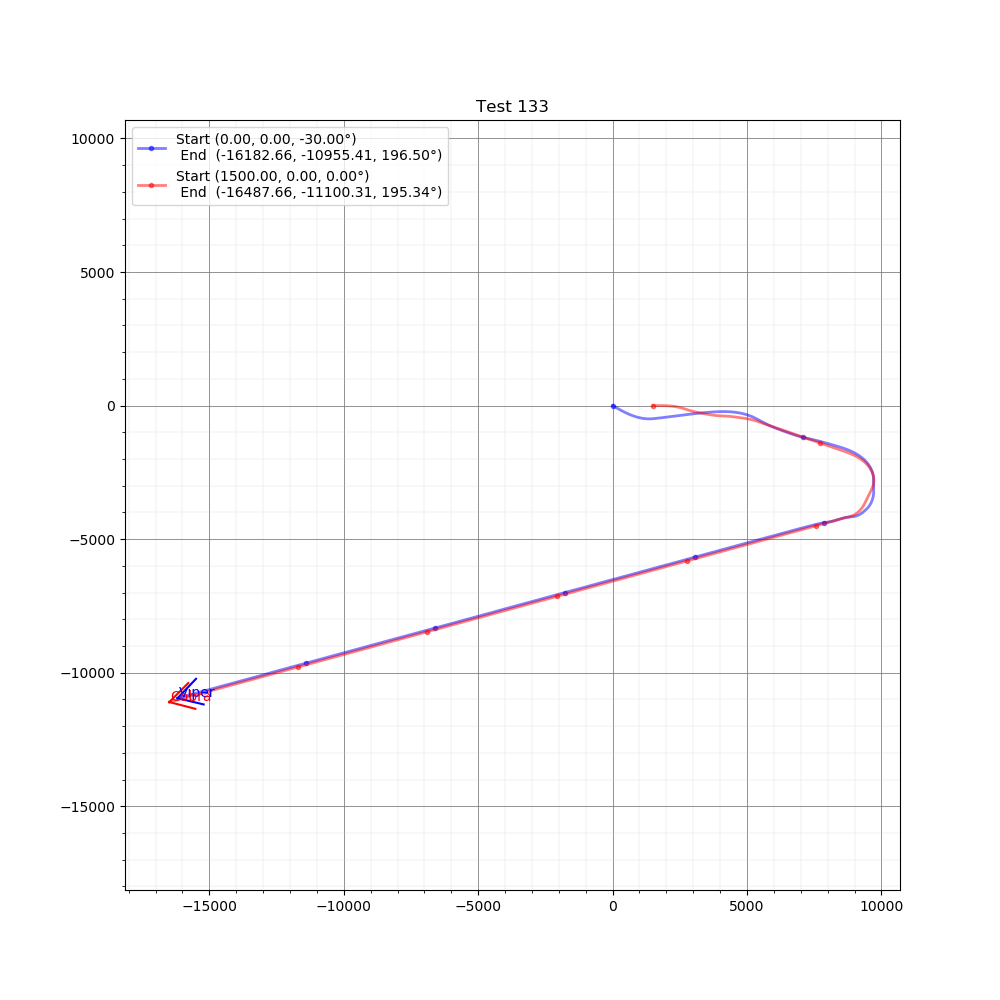 Test 133
Start (0.00, 0.00, -30.00°)
End (-16182.66, -10955.41, 196.50°)
Start (1500.00, 0.00, 0.00°)
End (-16487.66, -11100.31, 195.34°)
10000
5000
0
−5000
−10000
−15000
Viper
−15000 −10000 −5000 0 5000 10000